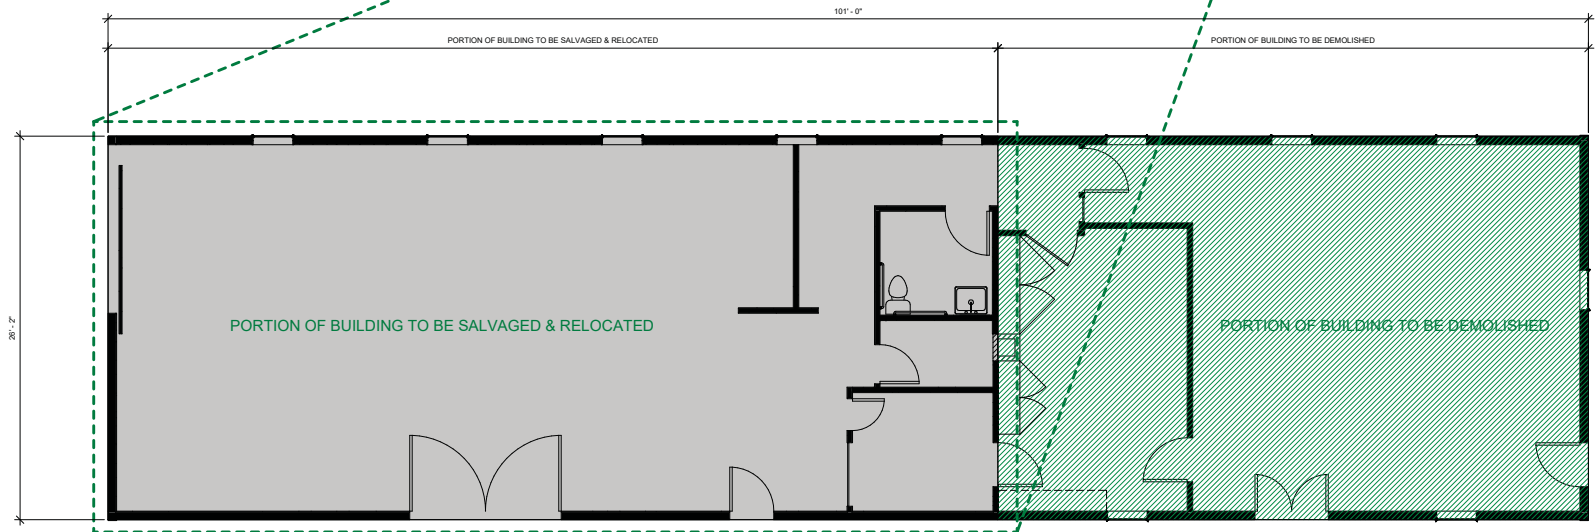 101' - 0"
PORTION OF BUILDING TO BE SALVAGED & RELOCATED
PORTION OF BUILDING TO BE DEMOLISHED
26' - 2"
PORTION OF BUILDING TO BE SALVAGED & RELOCATED
PORTION OF BUILDING TO BE DEMOLISHED